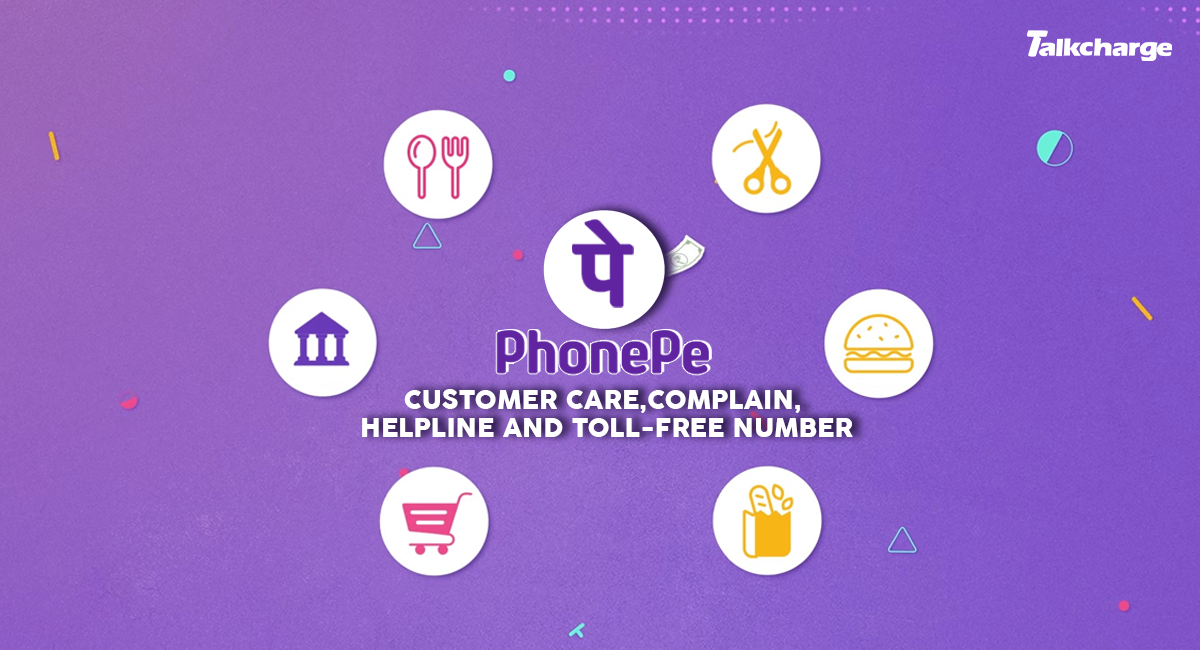 Talkcharge
पे
PhonePe
CUSTOMER CARE,COMPLAIN,
HELPLINE AND TOLL-FREE NUMBER